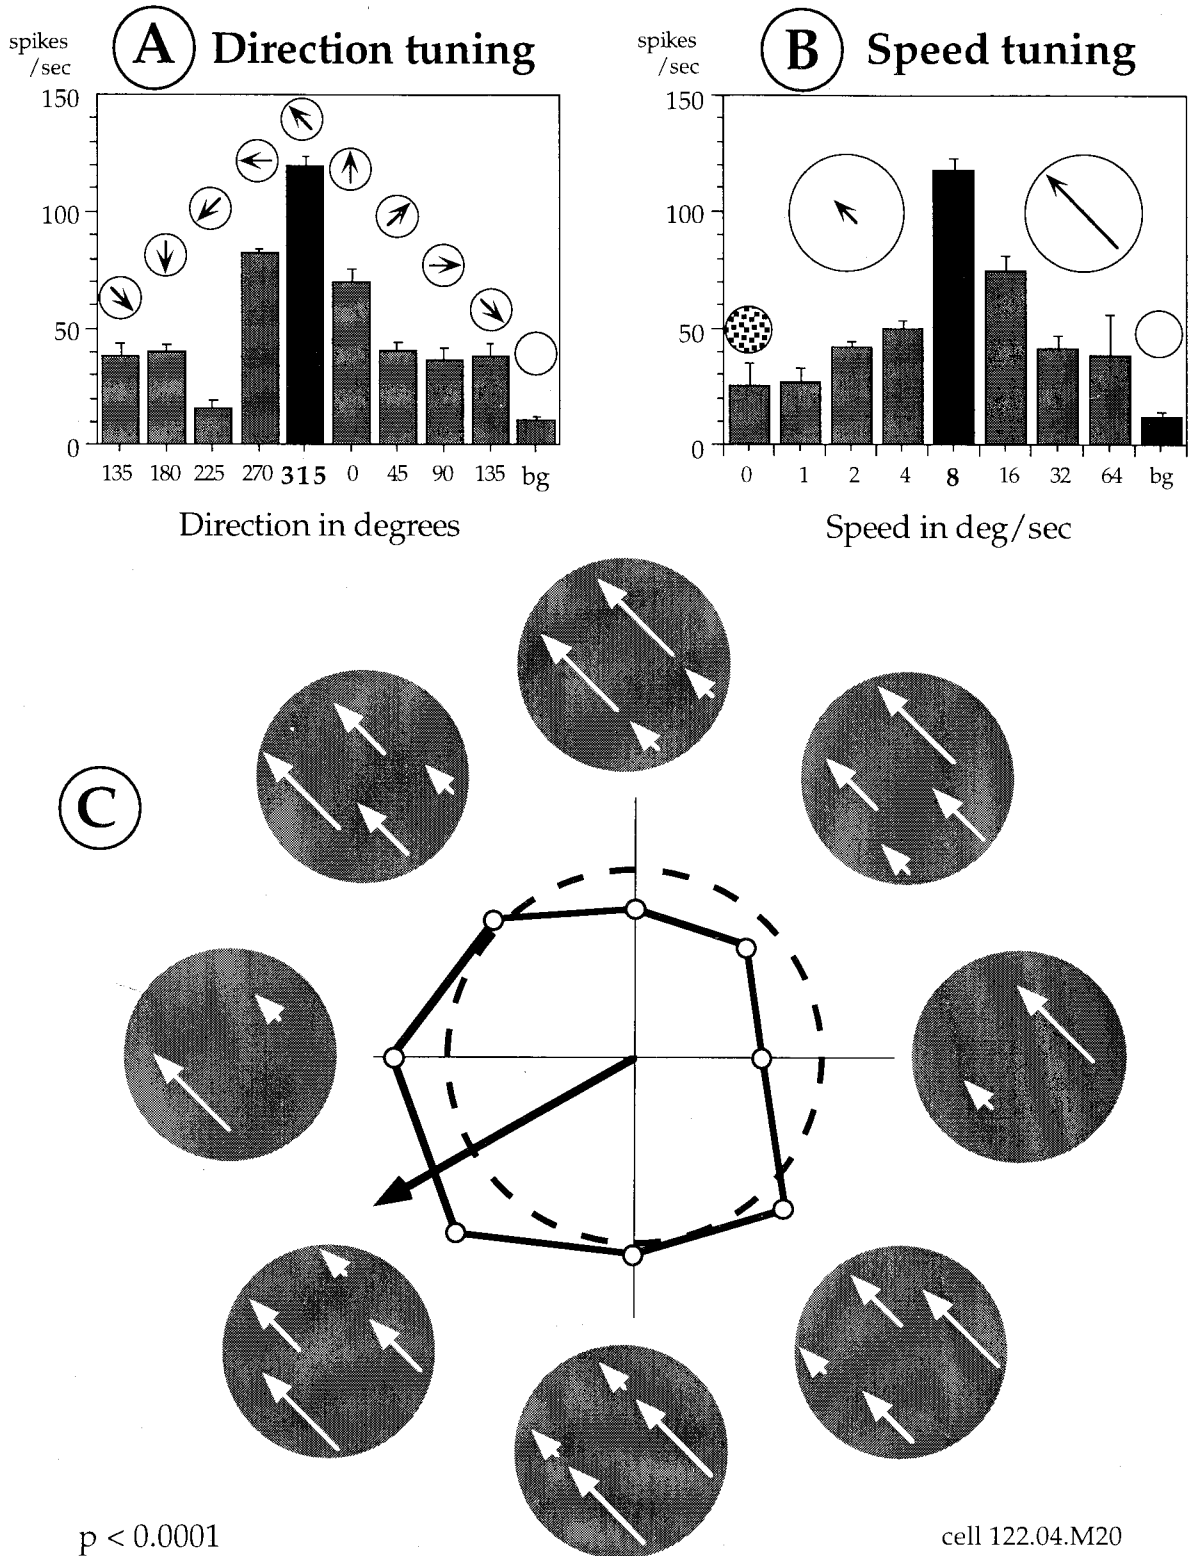 A Direction tuning
spikes
/sec
150
100
50
0
135 180 225 270 315 0 45 90 135 bg
Direction in degrees
B Speed tuning
spikes
/sec
150
100
50
0
0 1 2 4 8 16 32 64 bg
Speed in deg/sec
C
p < 0.0001
cell 122.04.M20